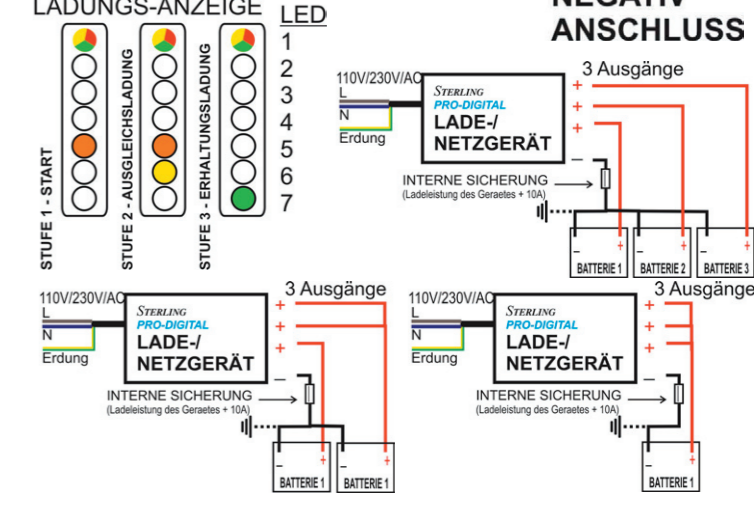 LADUNGS-ANZEIGE
LED
1
2
3
4
5
6
7
STUFE 1 - START
STUFE 2 - AUSGLEICHSLADUNG
STUFE 3 - ERHALTUNGSLADUNG
NEGATIV
ANSCHLUSS
110V/230V/AC
L
N
Erdung
STERLING
PRO-DIGITAL
LADE-/
NETZGERÄT
3 Ausgänge
+
+
+
–
INTERNE SICHERUNG
(Ladeleistung des Geraetes + 10A)
– +
– +
– +
BATTERIE 1
BATTERIE 2
BATTERIE 3
110V/230V/AC
L
N
Erdung
STERLING
PRO-DIGITAL
LADE-/
NETZGERÄT
3 Ausgänge
+
+
+
–
INTERNE SICHERUNG
(Ladeleistung des Geraetes + 10A)
– +
– +
BATTERIE 1
BATTERIE 1
110V/230V/AC
L
N
Erdung
STERLING
PRO-DIGITAL
LADE-/
NETZGERÄT
3 Ausgänge
+
+
+
–
INTERNE SICHERUNG
(Ladeleistung des Geraetes + 10A)
– +
BATTERIE 1